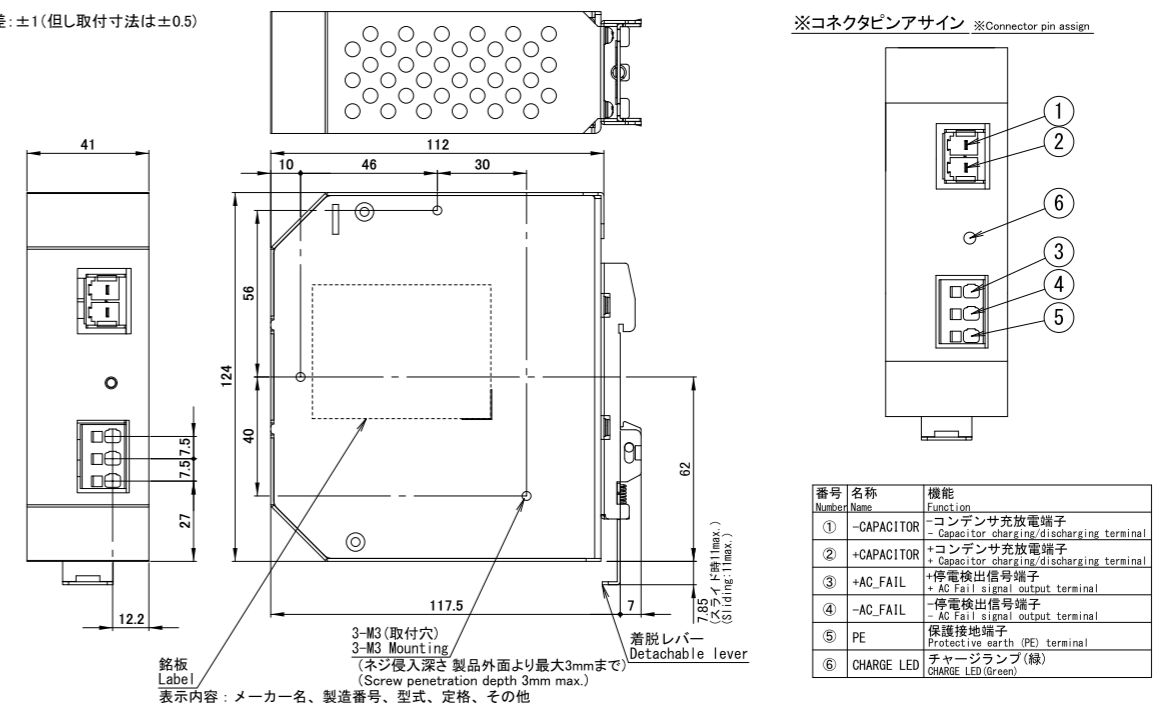 差:±1(但し取付寸法は±0.5)
※コネクタピンアサイン ※Connector pin assign
41
112
10
46
30
56
124
40
62
7.5
7.5
27
12.2
117.5
7
7.85
(スライド時11max.)
(Sliding:11max.)
3-M3(取付穴)
3-M3 Mounting
(ネジ侵入深さ 製品外面より最大3mmまで)
(Screw penetration depth 3mm max.)
着脱レバー
Detachable lever
銘板
Label
表示内容:メーカー名、製造番号、型式、定格、その他
①
②
⑥
③
④
⑤
番号 名称 機能
Number Name Function
① -CAPACITOR -コンデンサ充放電端子
- Capacitor charging/discharging terminal
② +CAPACITOR +コンデンサ充放電端子
+ Capacitor charging/discharging terminal
③ +AC_FAIL +停電検出信号端子
+ AC Fail signal output terminal
④ -AC_FAIL -停電検出信号端子
- AC Fail signal output terminal
⑤ PE 保護接地端子
Protective earth (PE) terminal
⑥ CHARGE LED チャージランプ(緑)
CHARGE LED(Green)